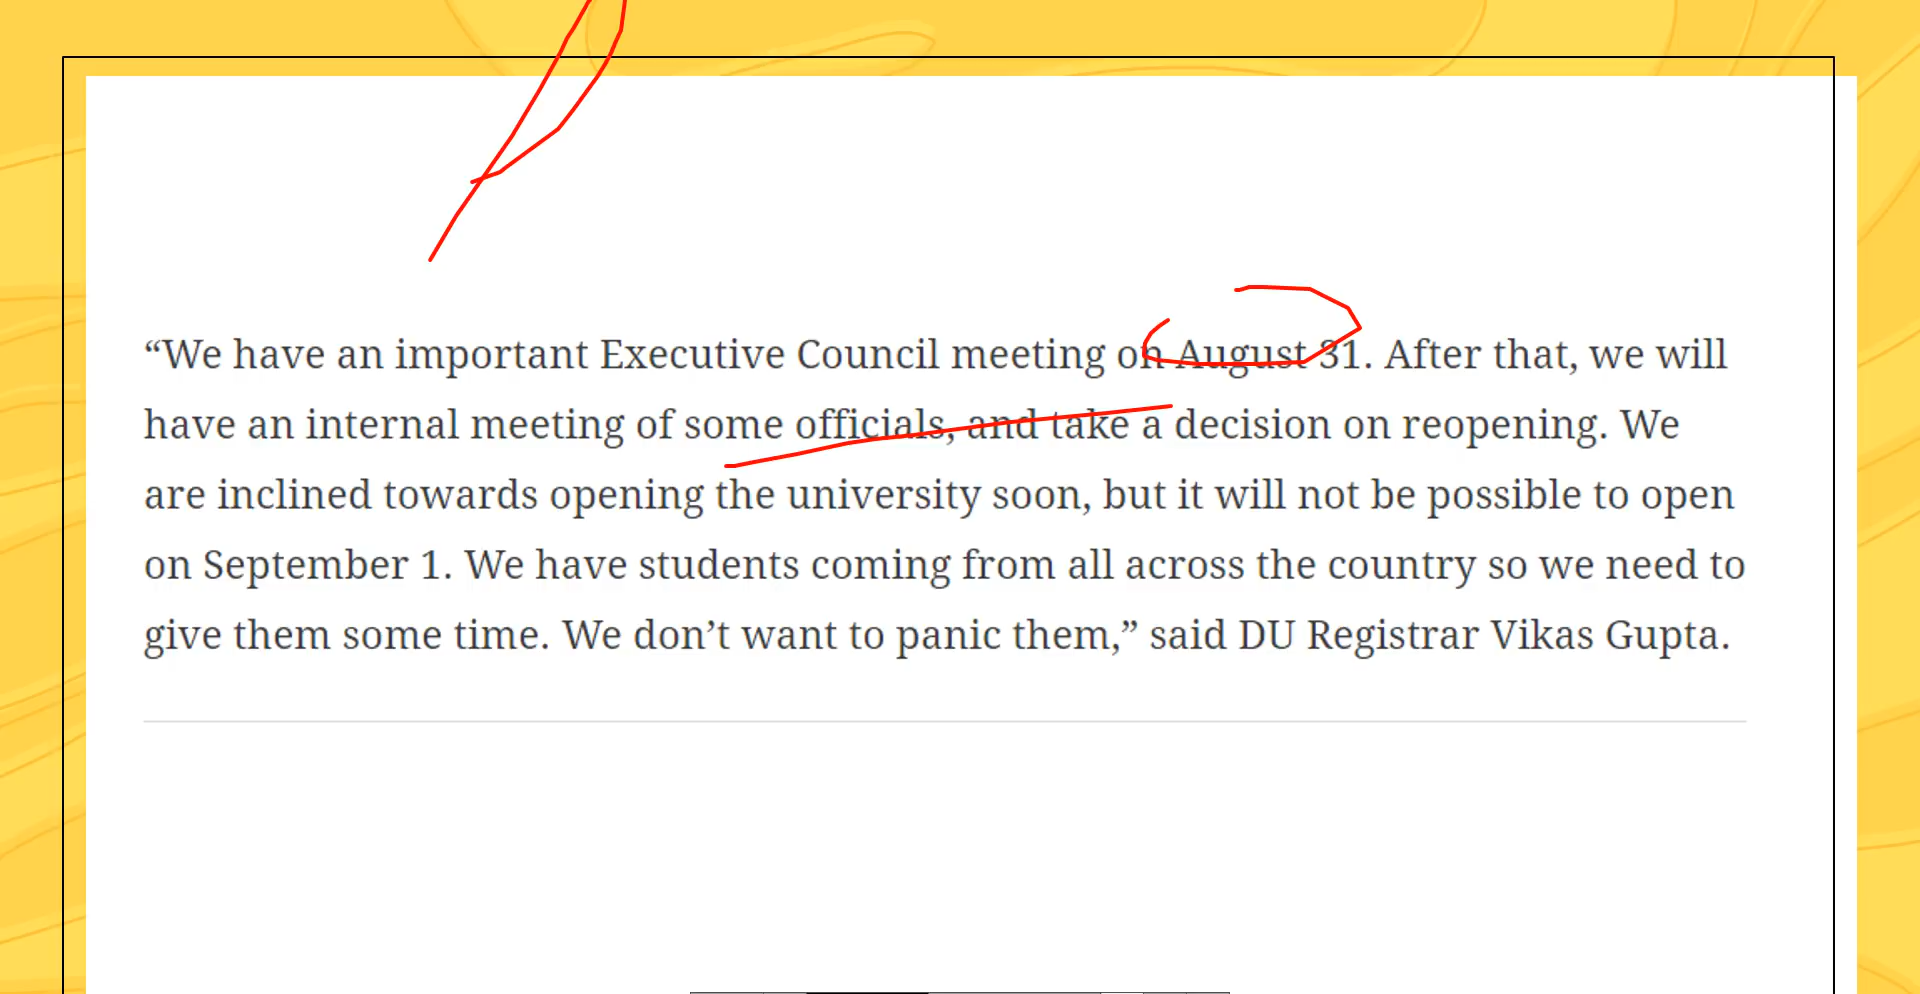 “We have an important Executive Council meeting on August 31. After that, we will
have an internal meeting of some officials, and take a decision on reopening. We
are inclined towards opening the university soon, but it will not be possible to open
on September 1. We have students coming from all across the country so we need to
give them some time. We don’t want to panic them,” said DU Registrar Vikas Gupta.